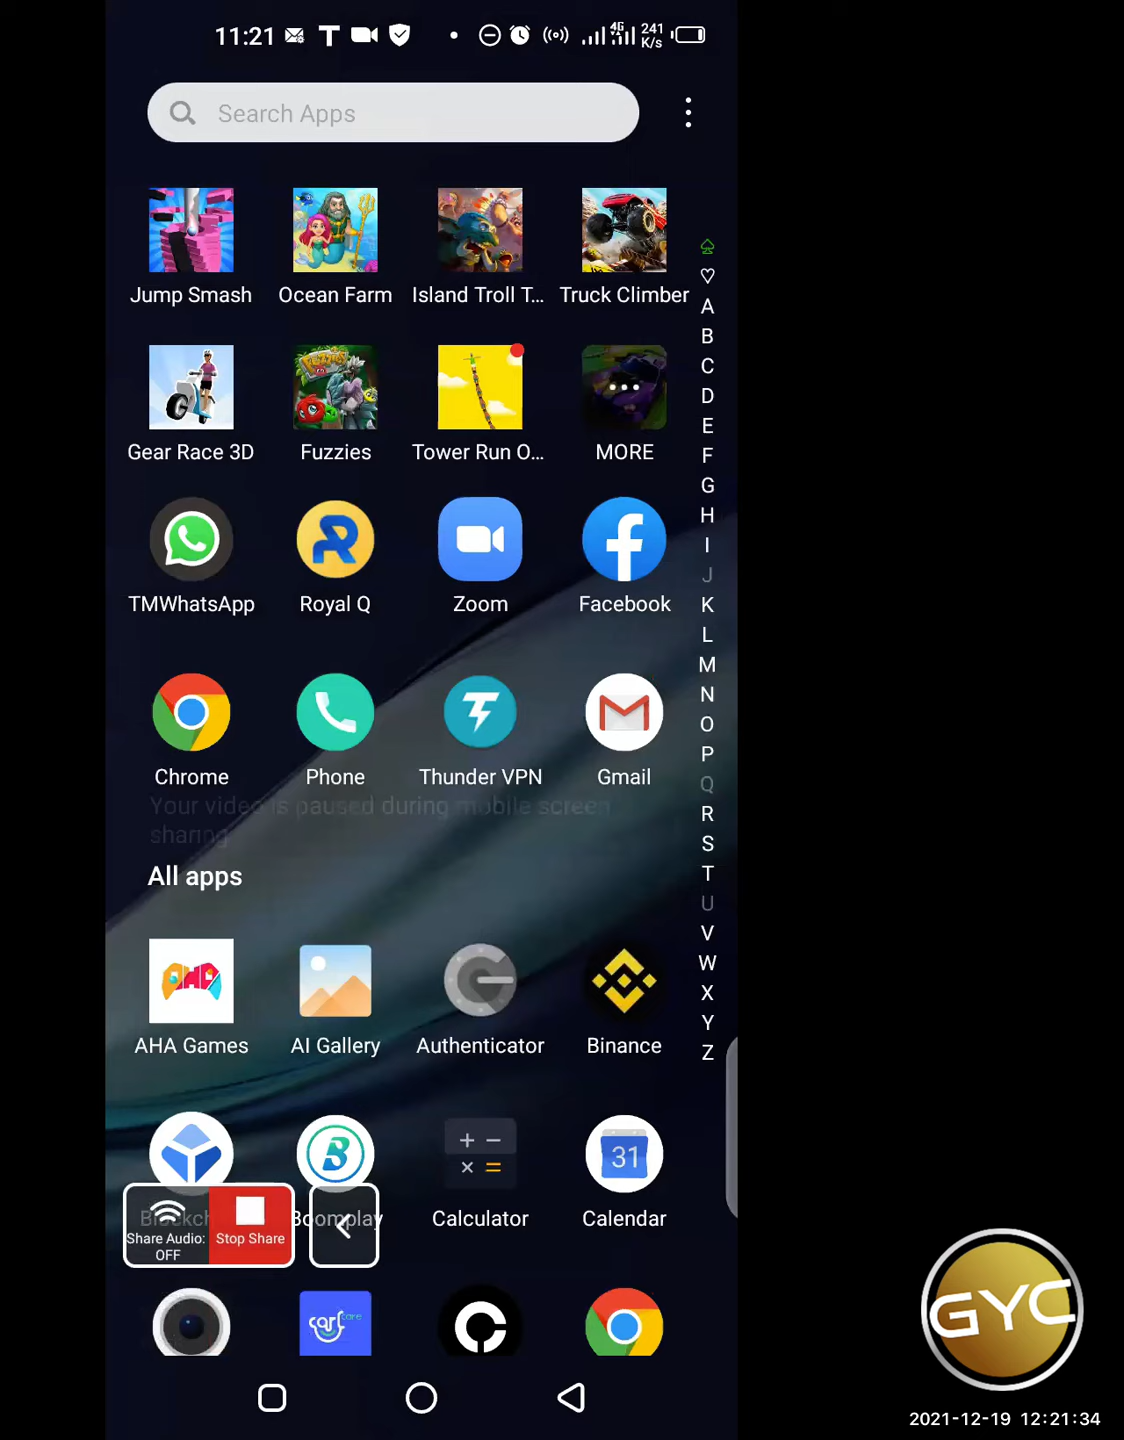 11:21
4G
241
K/s
Search Apps
Jump Smash
Ocean Farm
Island Troll T...
Truck Climber
Gear Race 3D
Fuzzies
Tower Run O...
MORE
TMWhatsApp
Royal Q
Zoom
Facebook
Chrome
Phone
Thunder VPN
Gmail
Your video is paused during mobile screen
sharing
All apps
AHA
AHA Games
AI Gallery
Authenticator
Binance
31
Boomplay
Calculator
Calendar
Share Audio:
OFF
Stop Share
carlcare
A
B
C
D
E
F
G
H
I
J
K
L
M
N
O
P
Q
R
S
T
U
V
W
X
Y
Z
GYC
2021-12-19 12:21:34